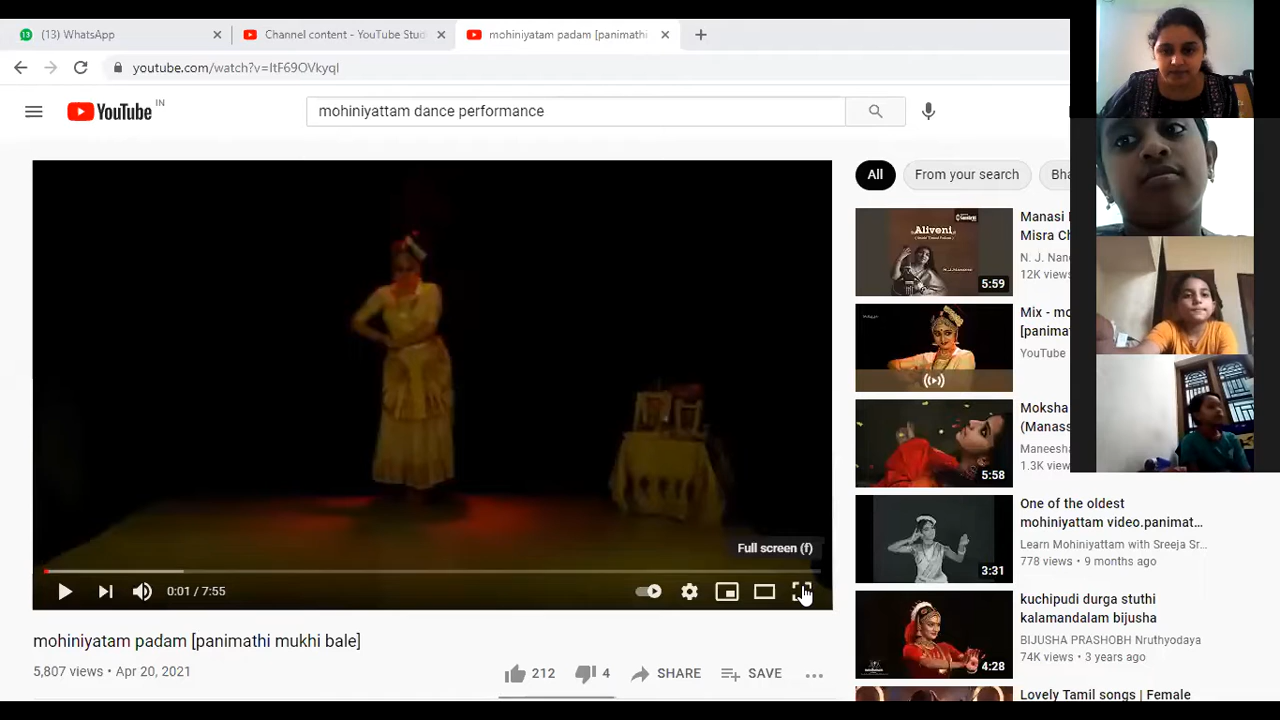 (13) WhatsApp
Channel content - YouTube Stud
mohiniyatam padam [panimathi
youtube.com/watch?v=ItF69OVkyqI
YouTube IN
mohiniyattam dance performance
All
From your search
Bha
Aliveni
5:59
Manasi
Misra Ch
N. J. Nan
12K views
Mix - mo
[panimat
YouTube
Moksha
(Manass
Maneesha
1.3K view
5:58
One of the oldest
mohiniyattam video.panimat...
Learn Mohiniyattam with Sreeja Sr...
778 views • 9 months ago
3:31
kuchipudi durga stuthi
kalamandalam bijusha
BIJUSHA PRASHOBH Nruthyodaya
74K views • 3 years ago
4:28
Lovely Tamil songs | Female
Full screen (f)
0:01 / 7:55
mohiniyatam padam [panimathi mukhi bale]
5,807 views • Apr 20, 2021
212
4
SHARE
SAVE